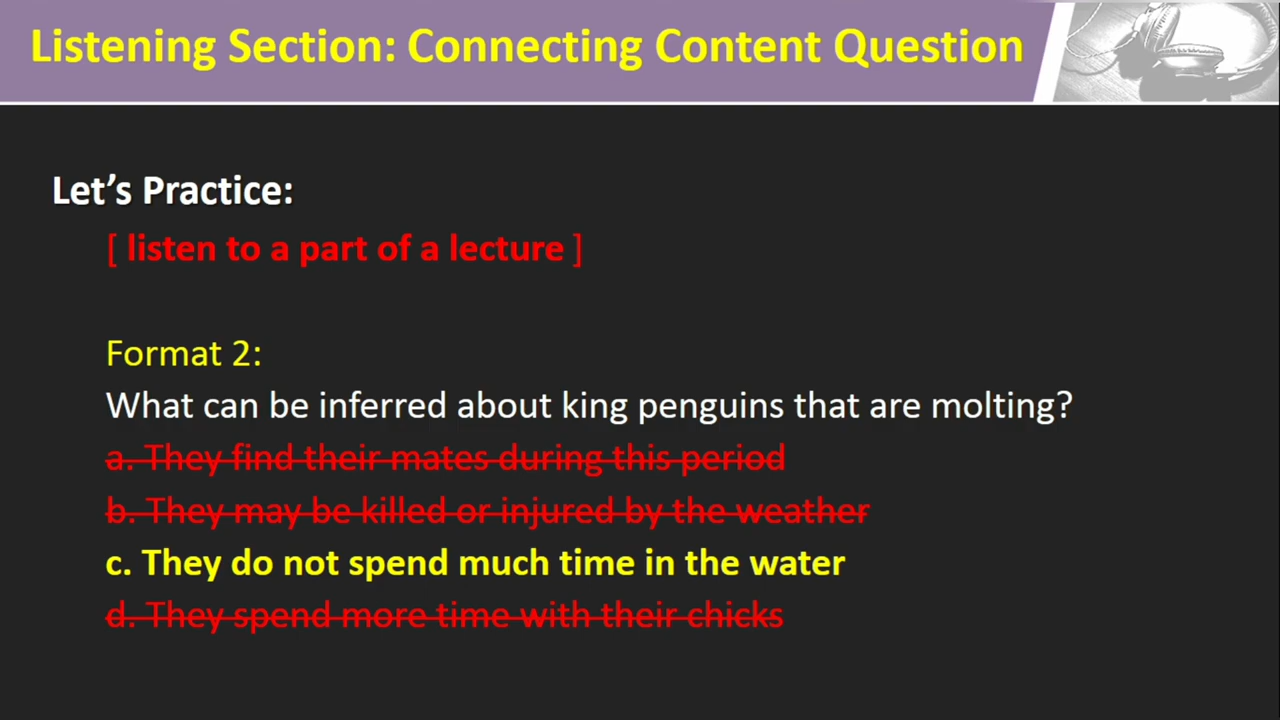 Listening Section: Connecting Content Question
Let's Practice:
[ listen to a part of a lecture ]
Format 2:
What can be inferred about king penguins that are molting?
a. They find their mates during this period
b. They may be killed or injured by the weather
c. They do not spend much time in the water
d. They spend more time with their chicks